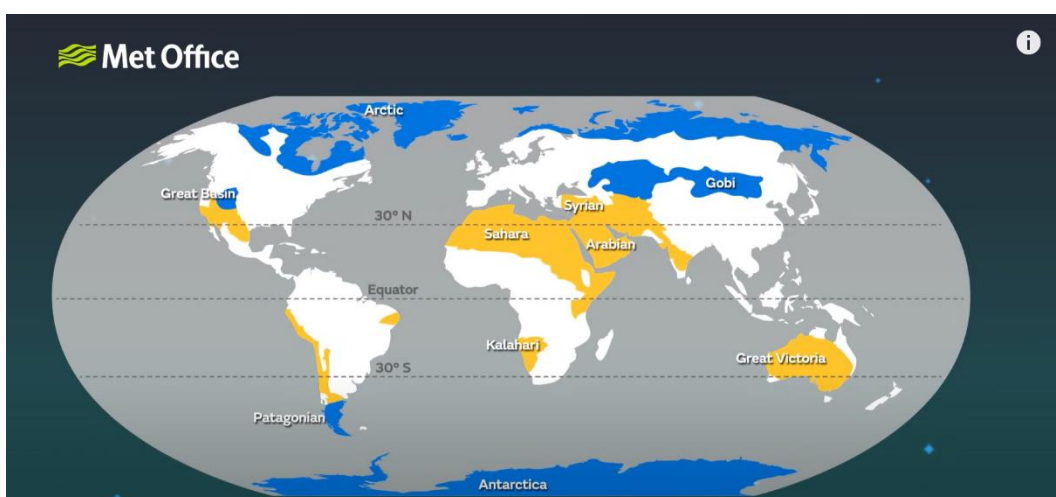 Met Office
i
Arctic
Great Basin
Gobi
Syrian
30° N
Sahara
Arabian
Equator
Kalahari
Great Victoria
30° S
Patagonian
Antarctica